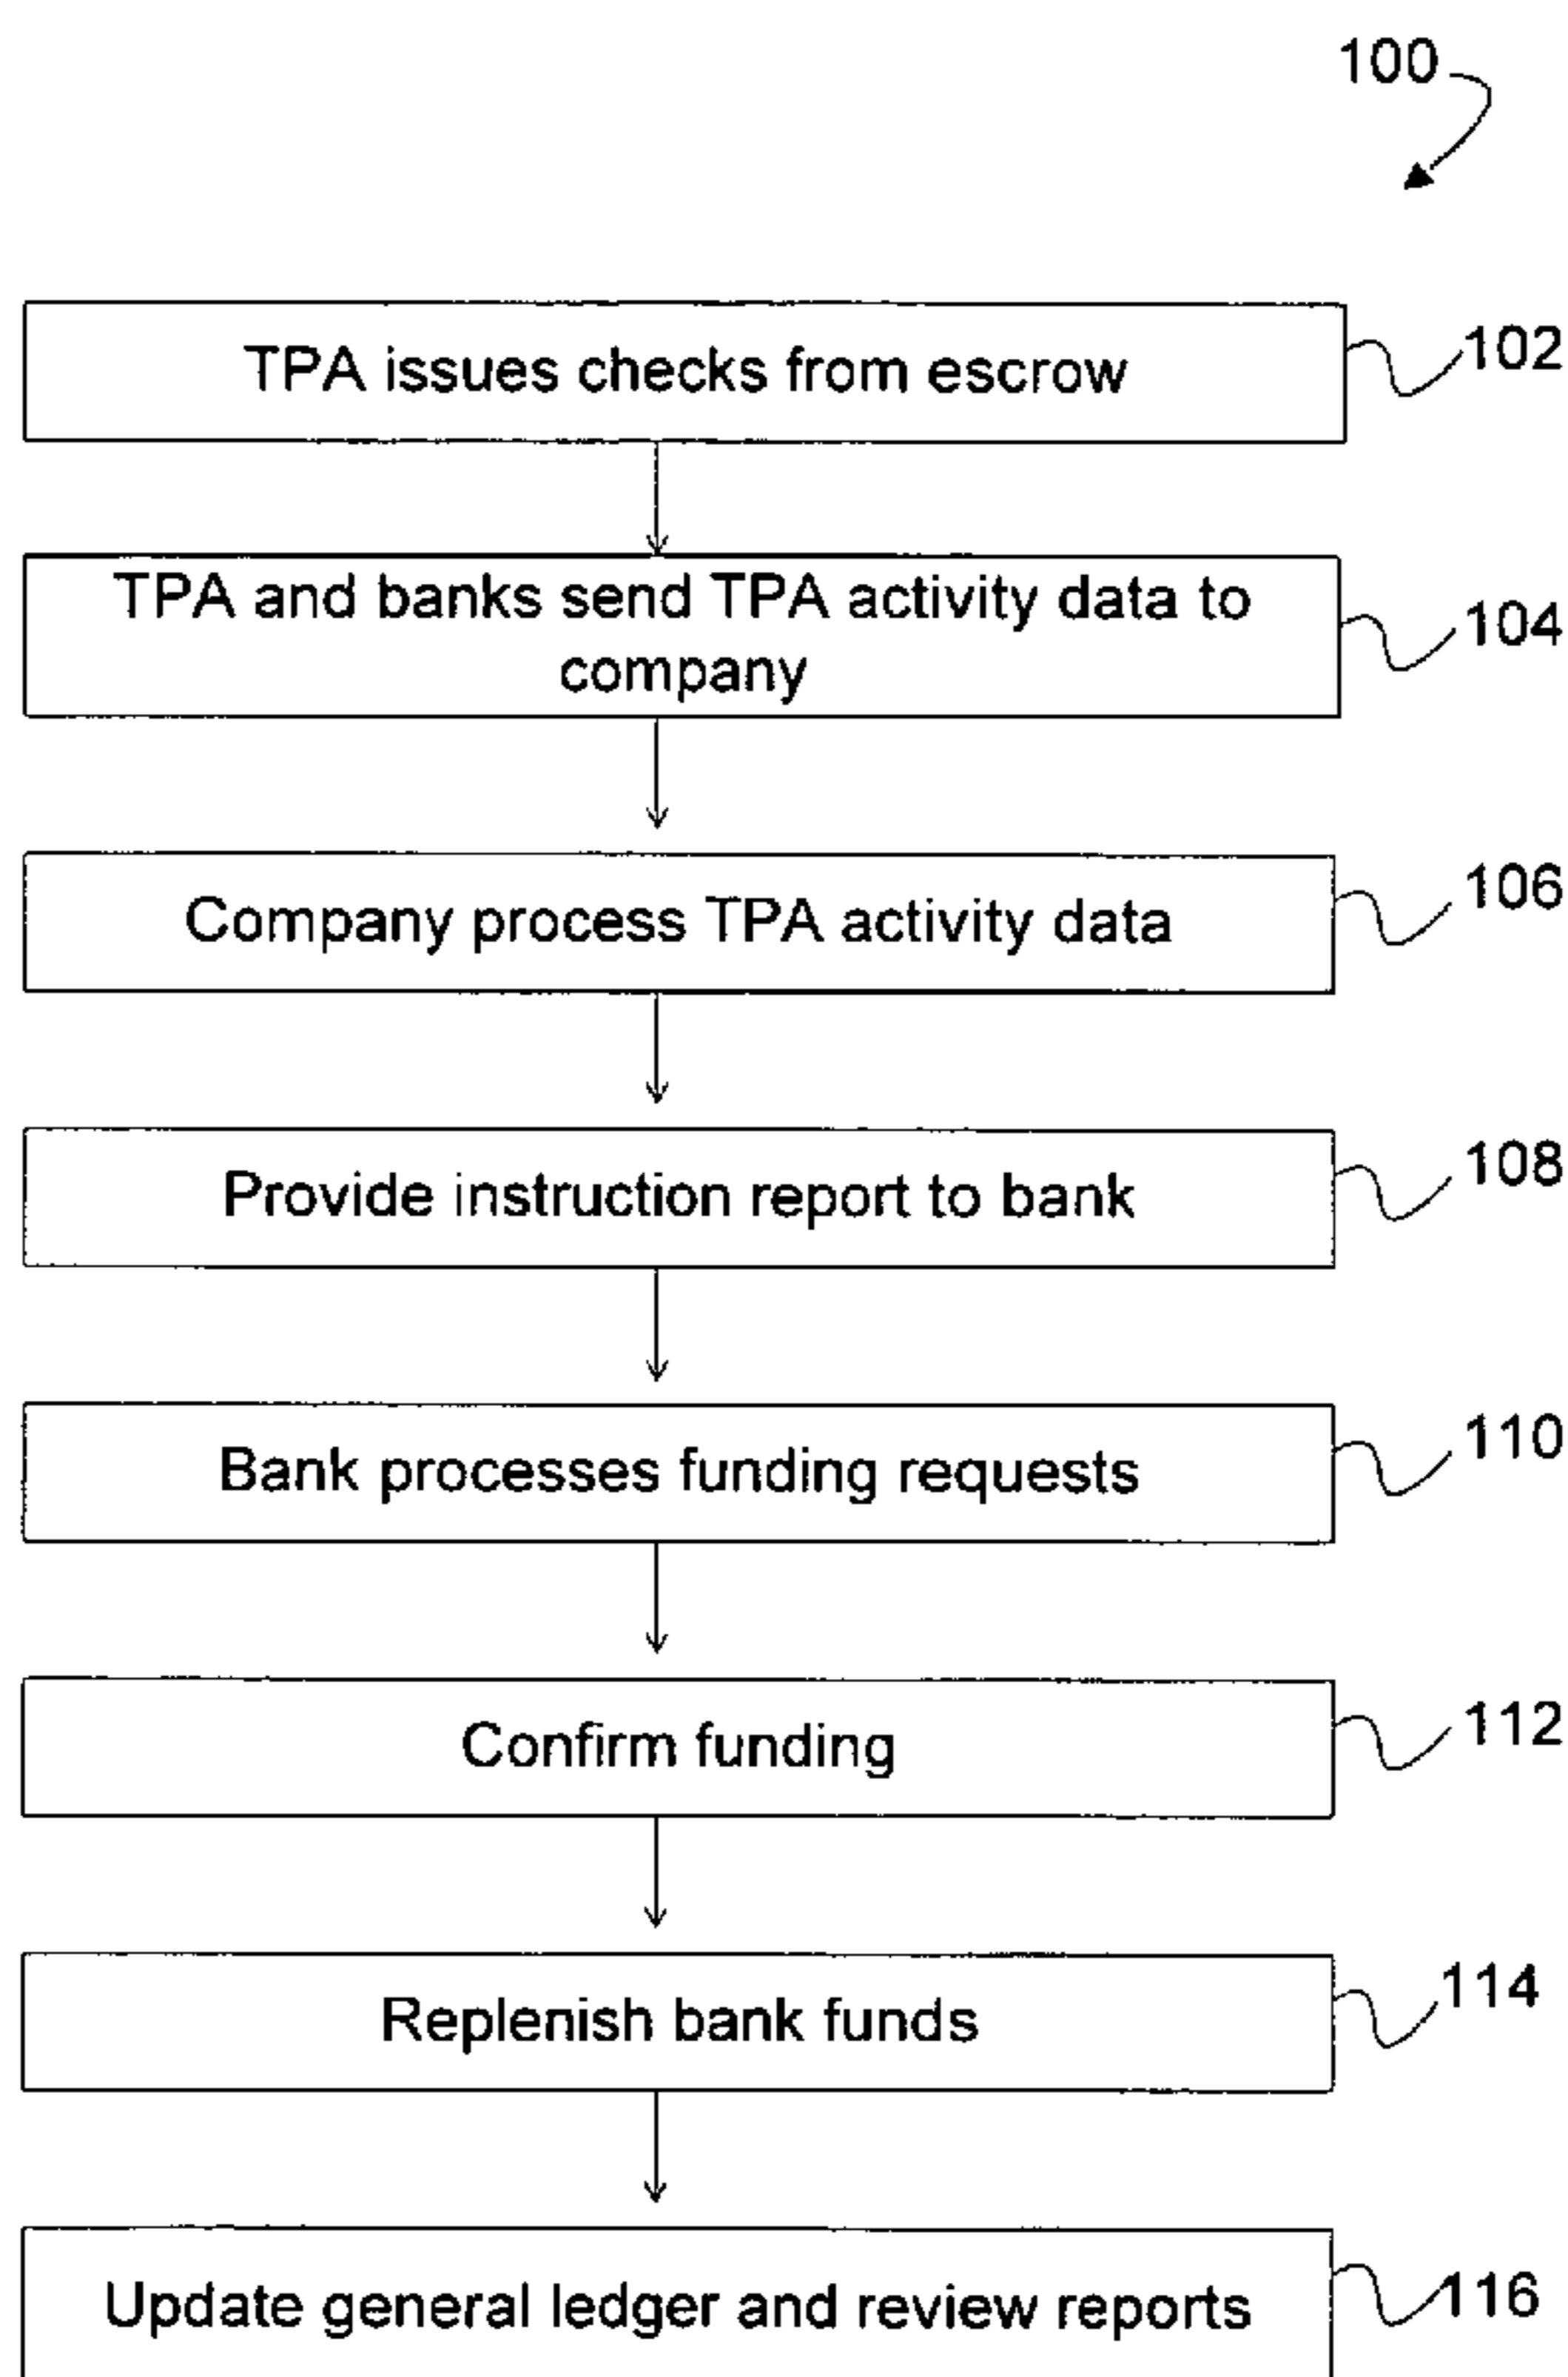 100
TPA issues checks from escrow
102
TPA and banks send TPA activity data to
company
104
Company process TPA activity data
106
Provide instruction report to bank
108
Bank processes funding requests
110
Confirm funding
112
Replenish bank funds
114
Update general ledger and review reports
116